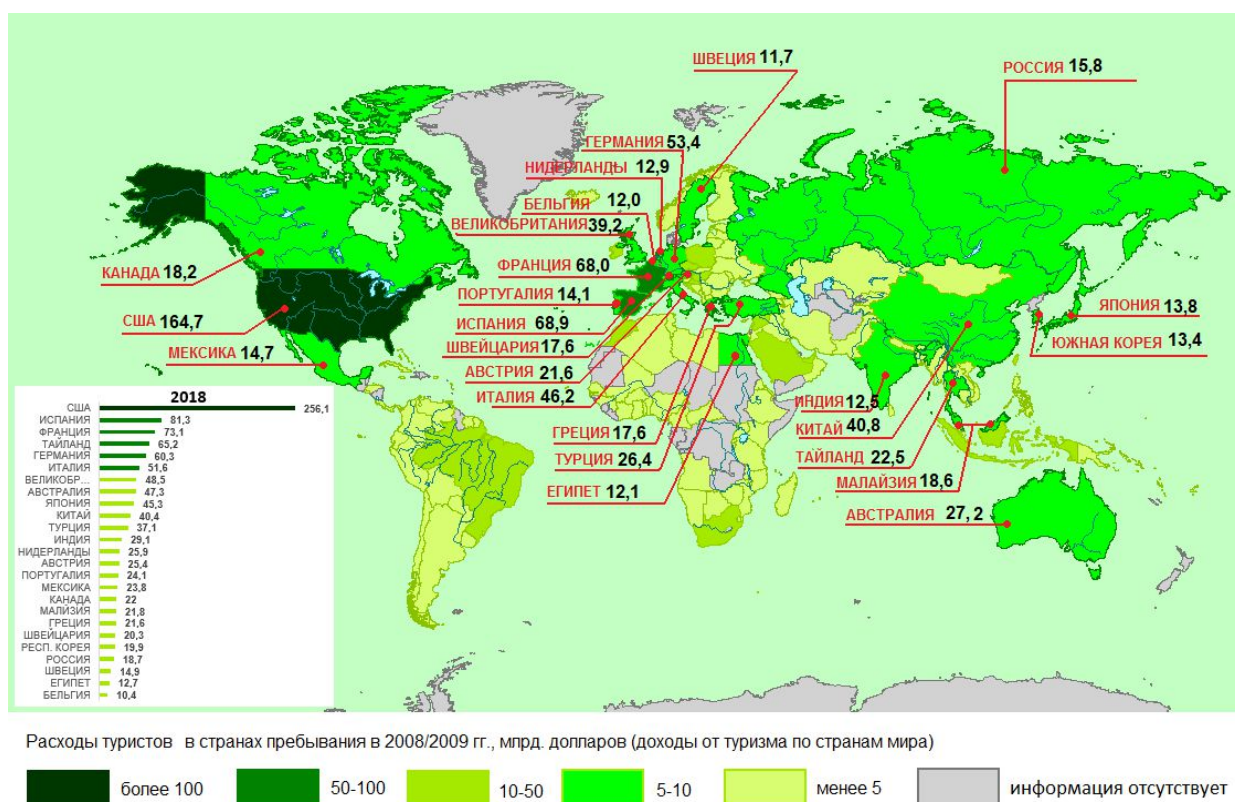 ШВЕЦИЯ 11,7
РОССИЯ 15,8
ГЕРМАНИЯ 53,4
НИДЕРЛАНДЫ 12,9
БЕЛЬГИЯ 12,0
ВЕЛИКОБРИТАНИЯ 39,2
КАНАДА 18,2
ФРАНЦИЯ 68,0
ПОРТУГАЛИЯ 14,1
США 164,7
ИСПАНИЯ 68,9
ЯПОНИЯ 13,8
ЮЖНАЯ КОРЕЯ 13,4
МЕКСИКА 14,7
ШВЕЙЦАРИЯ 17,6
АВСТРИЯ 21,6
ИТАЛИЯ 46,2
ИНДИЯ 12,5
ГРЕЦИЯ 17,6
КИТАЙ 40,8
ТУРЦИЯ 26,4
ТАЙЛАНД 22,5
МАЛАЙЗИЯ 18,6
ЕГИПЕТ 12,1
АВСТРАЛИЯ 27,2
2018
США 256,1
ИСПАНИЯ 81,3
ФРАНЦИЯ 73,1
ТАЙЛАНД 65,2
ГЕРМАНИЯ 60,3
ИТАЛИЯ 51,6
ВЕЛИКОБР... 48,5
АВСТРАЛИЯ 47,3
ЯПОНИЯ 45,3
КИТАЙ 40,4
ТУРЦИЯ 37,1
ИНДИЯ 29,1
НИДЕРЛАНДЫ 25,9
АВСТРИЯ 25,4
ПОРТУГАЛИЯ 24,1
МЕКСИКА 23,8
КАНАДА 22
МАЛЙЗИЯ 21,8
ГРЕЦИЯ 21,6
ШВЕЙЦАРИЯ 20,3
РЕСП. КОРЕЯ 19,9
РОССИЯ 18,7
ШВЕЦИЯ 14,9
ЕГИПЕТ 12,7
БЕЛЬГИЯ 10,4
Расходы туристов в странах пребывания в 2008/2009 гг., млрд. долларов (доходы от туризма по странам мира)
более 100
50-100
10-50
5-10
менее 5
информация отсутствует